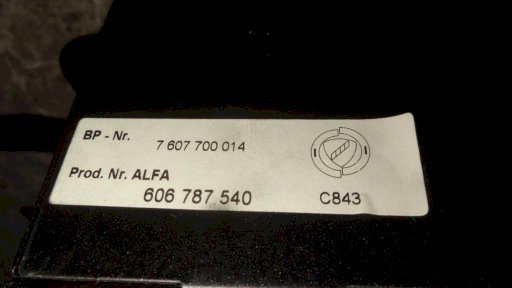 BP - Nr. 7 607 700 014
Prod. Nr. ALFA
606 787 540 C843